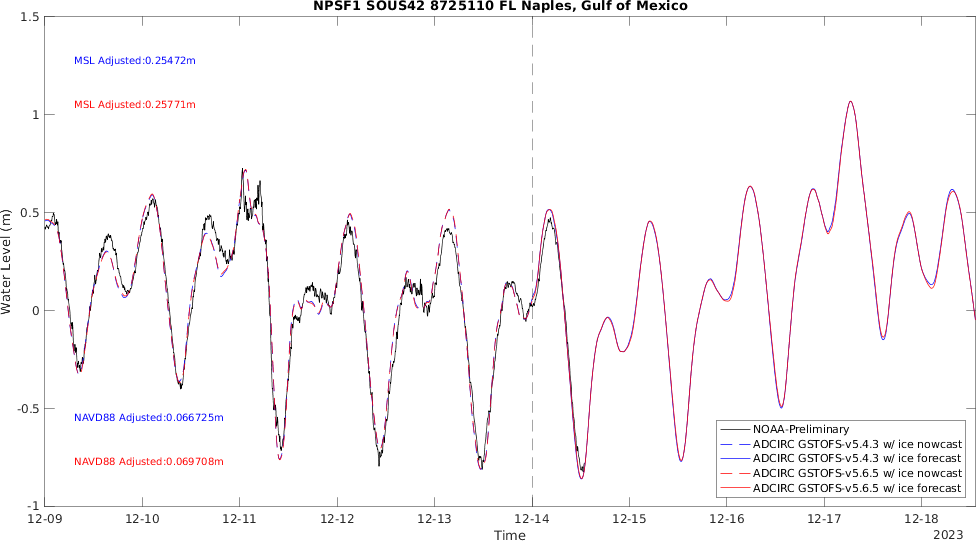 NPSF1 SOUS42 8725110 FL Naples, Gulf of Mexico
1.5
1
0.5
0
-0.5
-1
Water Level (m)
MSL Adjusted:0.25472m
MSL Adjusted:0.25771m
NAVD88 Adjusted:0.066725m
NAVD88 Adjusted:0.069708m
NOAA-Preliminary
ADCIRC GSTOFS-v5.4.3 w/ ice nowcast
ADCIRC GSTOFS-v5.4.3 w/ ice forecast
ADCIRC GSTOFS-v5.6.5 w/ ice nowcast
ADCIRC GSTOFS-v5.6.5 w/ ice forecast
12-09 12-10 12-11 12-12 12-13 12-14 12-15 12-16 12-17 12-18
Time
2023